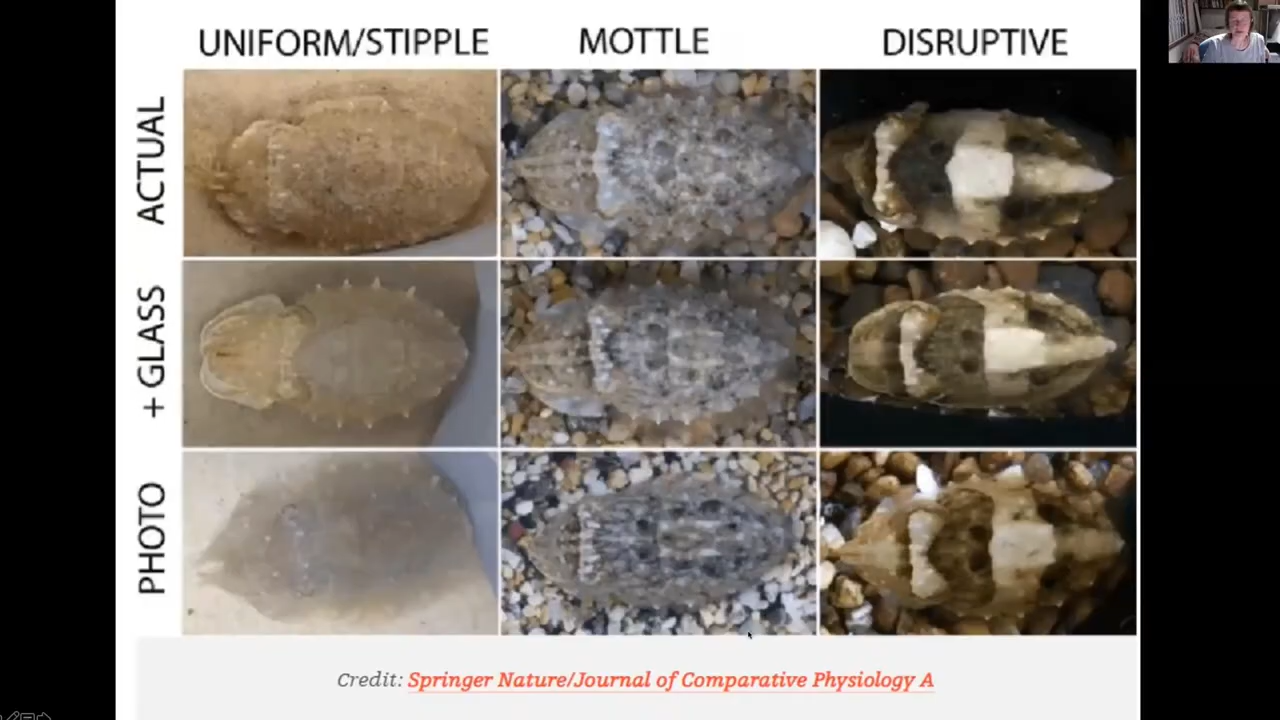 UNIFORM/STIPPLE MOTTLE DISRUPTIVE
ACTUAL
+ GLASS
PHOTO
Credit: Springer Nature/Journal of Comparative Physiology A